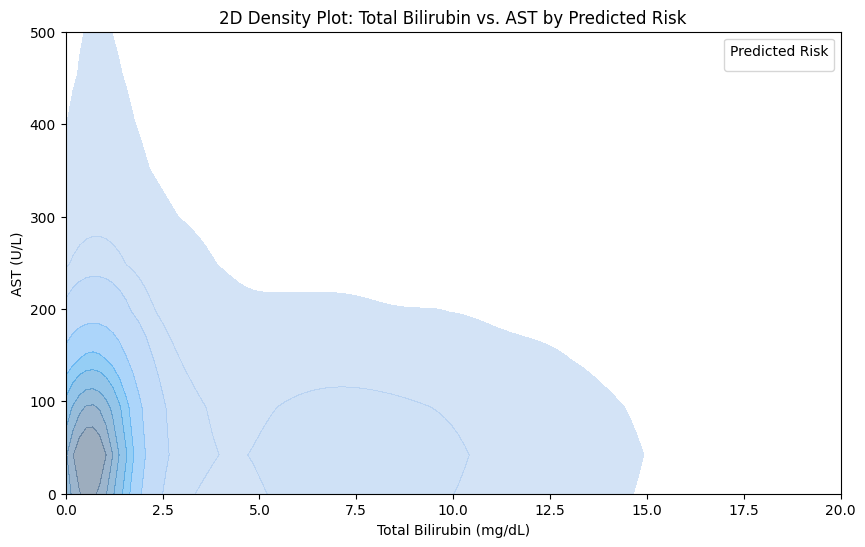 2D Density Plot: Total Bilirubin vs. AST by Predicted Risk
Predicted Risk
500
400
300
200
100
0
AST (U/L)
0.0 2.5 5.0 7.5 10.0 12.5 15.0 17.5 20.0
Total Bilirubin (mg/dL)